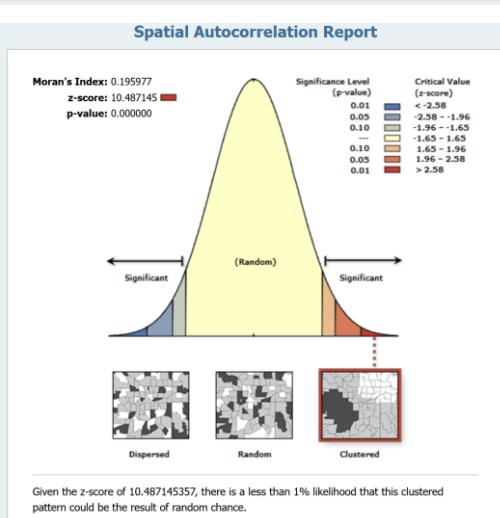 Spatial Autocorrelation Report
Moran's Index: 0.195977
z-score: 10.487145
p-value: 0.000000
Significance Level
(p-value)
Critical Value
(z-score)
0.01 < -2.58
0.05 -2.58 - -1.96
0.10 -1.96 - -1.65
--- -1.65 - 1.65
0.10 1.65 - 1.96
0.05 1.96 - 2.58
0.01 > 2.58
(Random)
Significant
Significant
Dispersed
Random
Clustered
Given the z-score of 10.487145357, there is a less than 1% likelihood that this clustered
pattern could be the result of random chance.